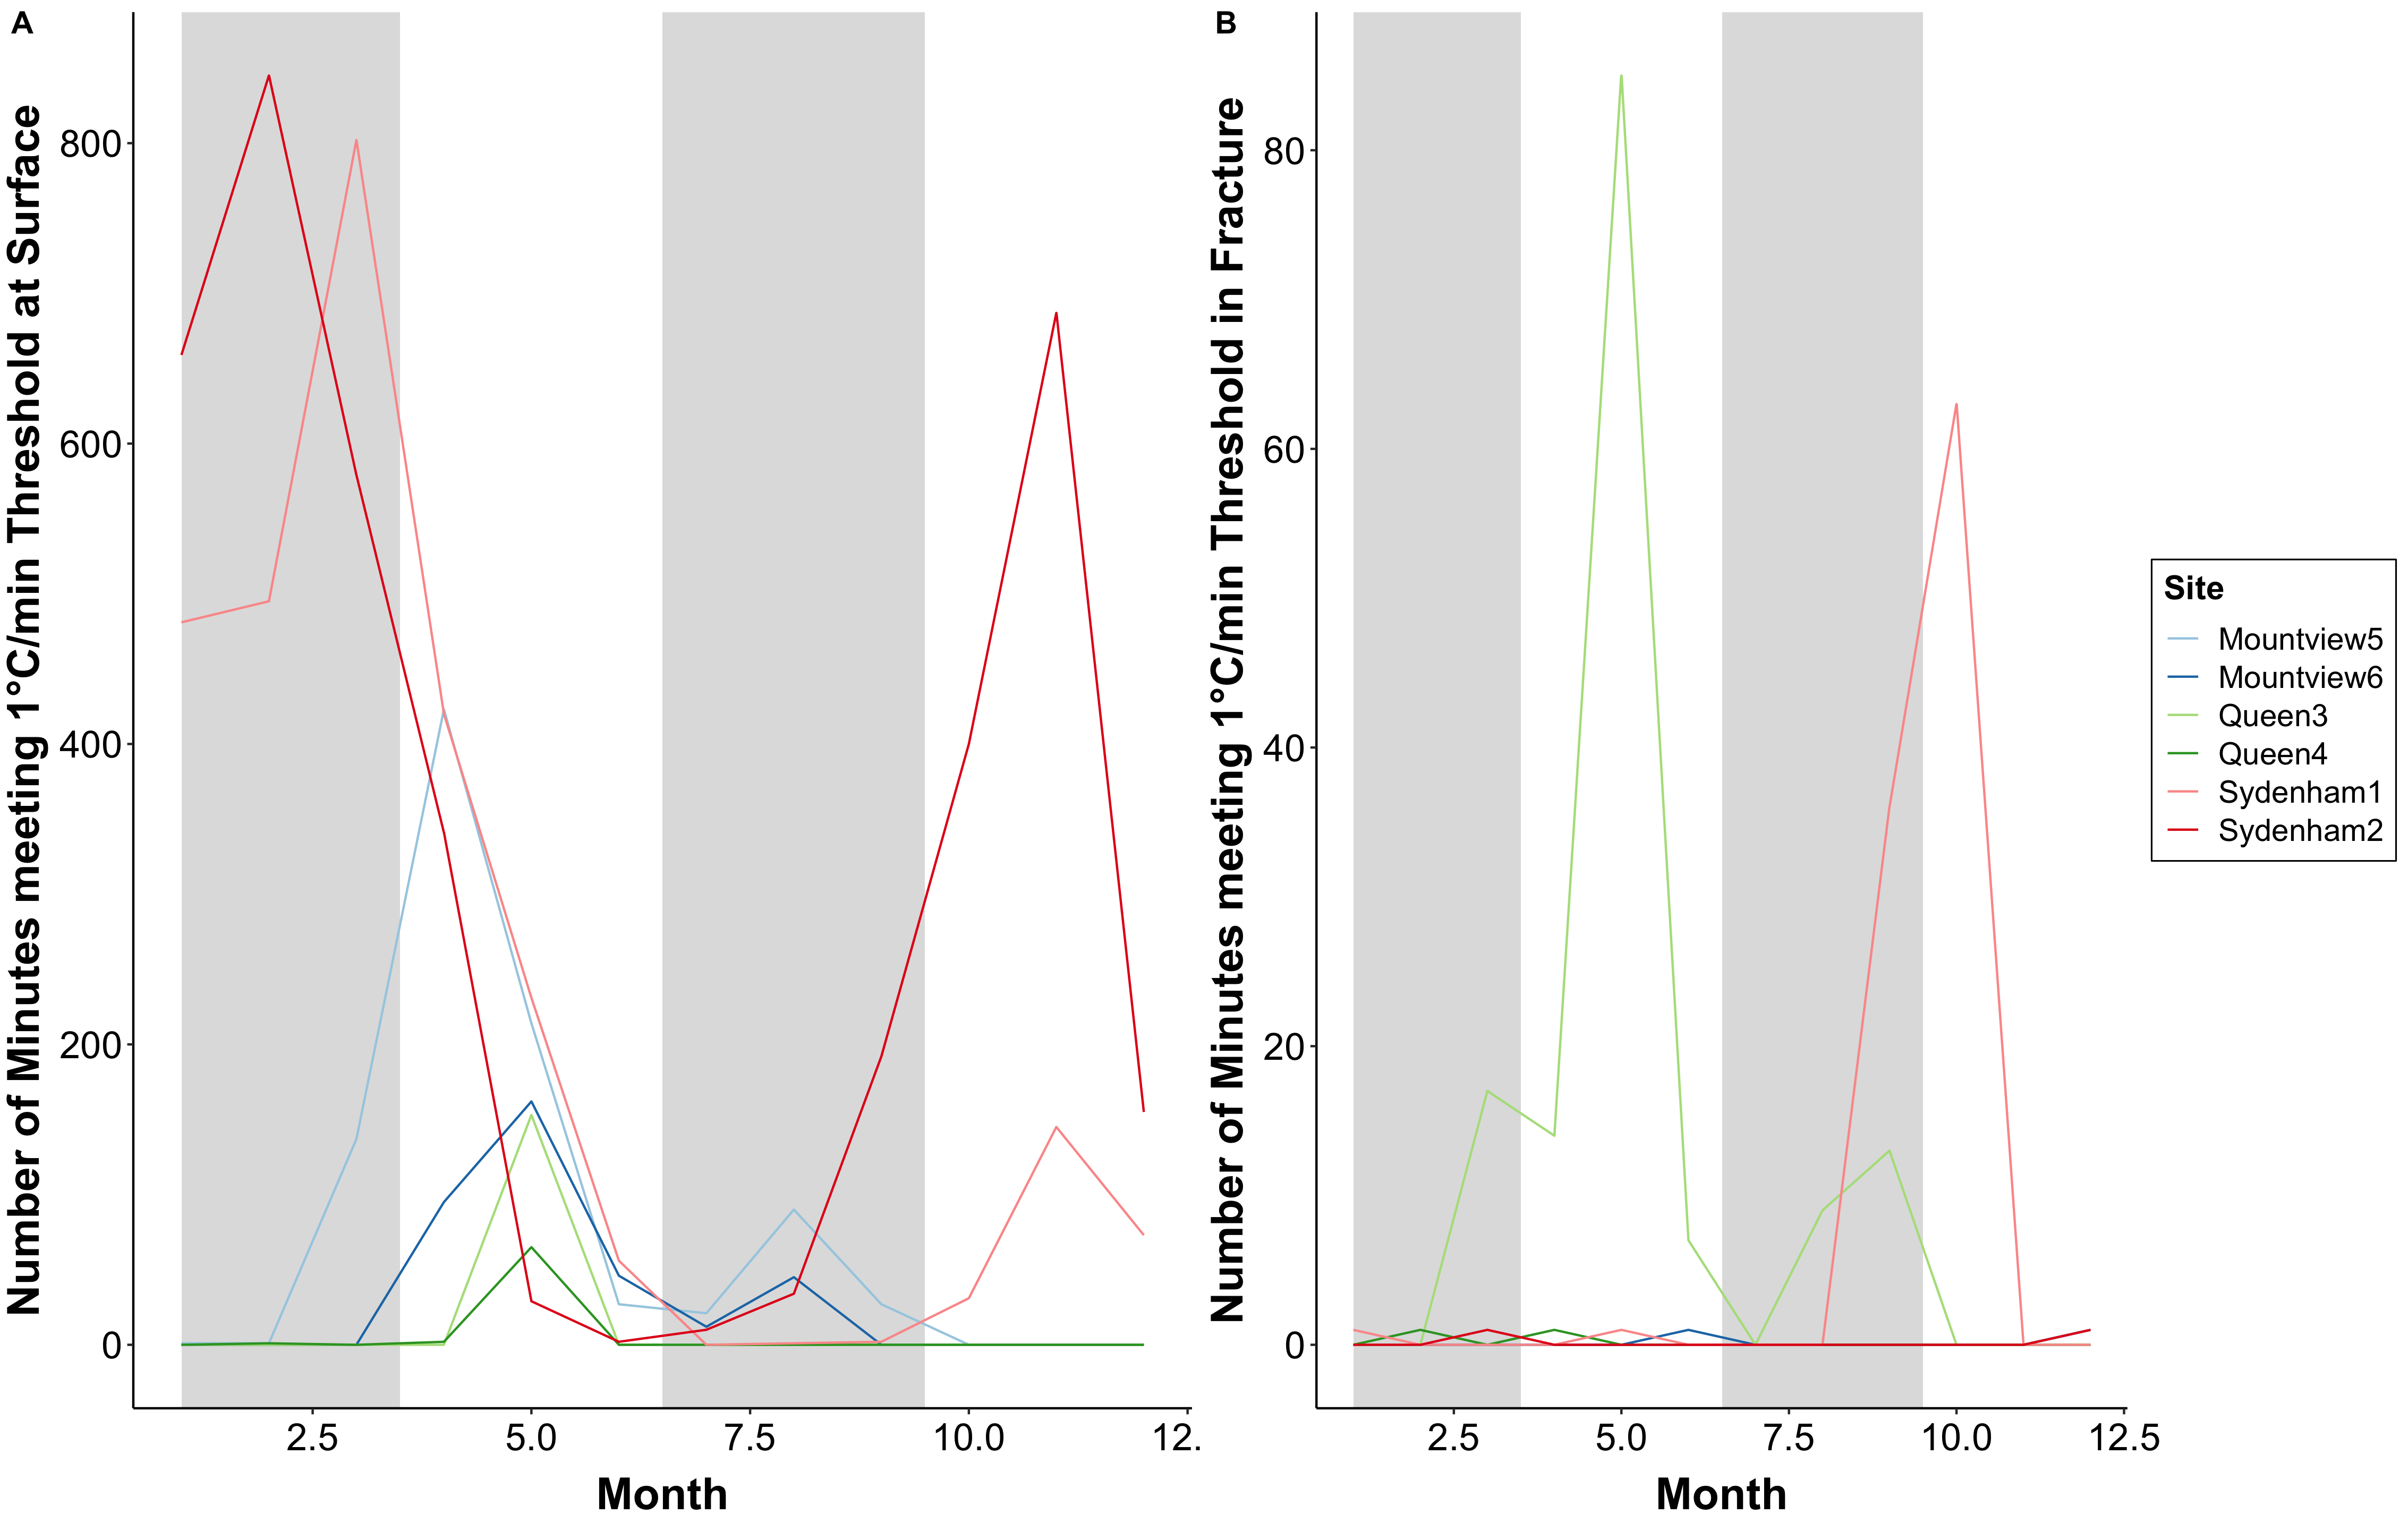 A
Number of Minutes meeting 1°C/min Threshold at Surface
800
600
400
200
0
2.5
5.0
7.5
10.0
12.
Month
B
Number of Minutes meeting 1°C/min Threshold in Fracture
80
60
40
20
0
2.5
5.0
7.5
10.0
12.5
Month
Site
Mountview5
Mountview6
Queen3
Queen4
Sydenham1
Sydenham2